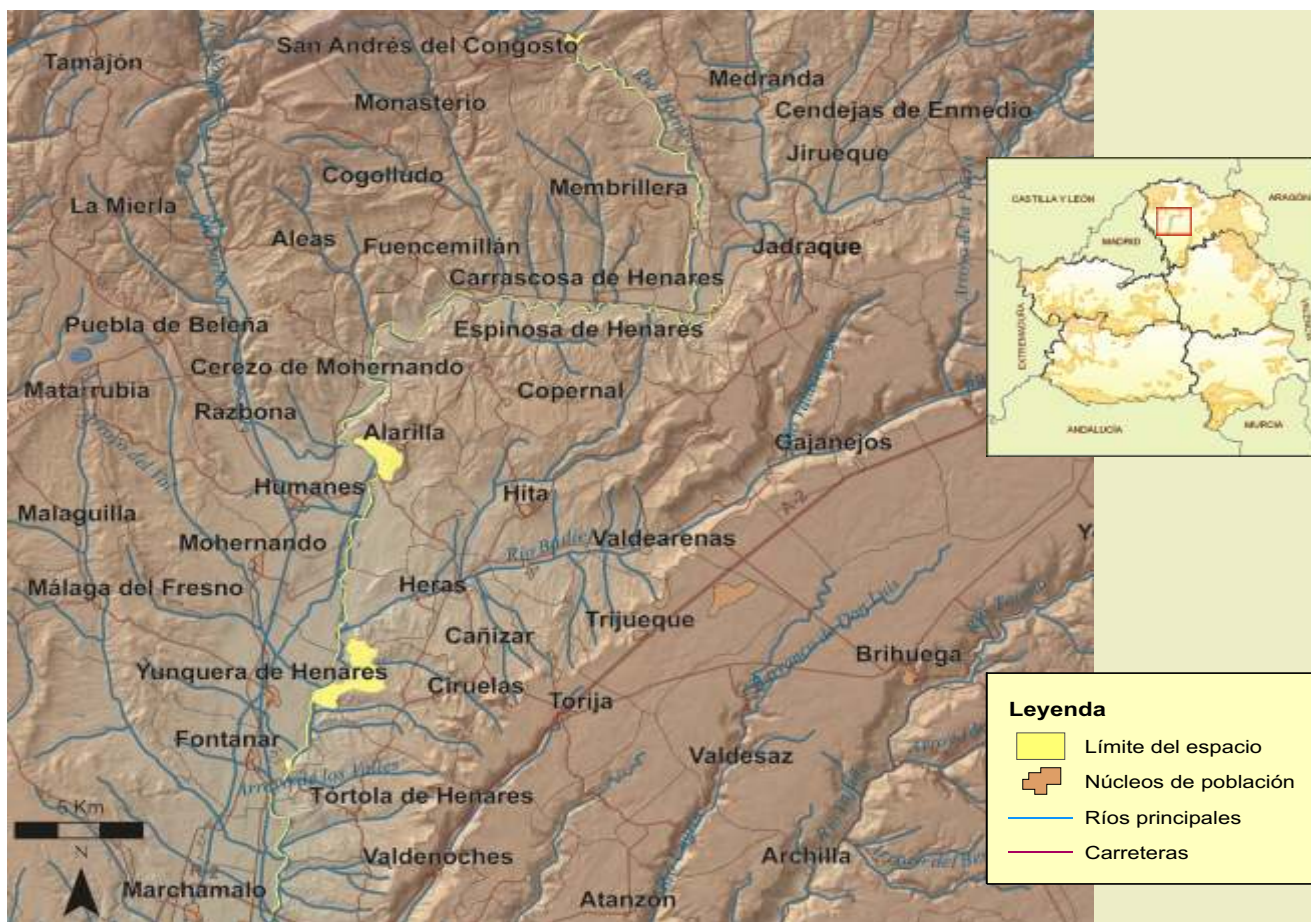 San Andrés del Congosto
Tamajón
Medranda
Monasterio
Cendejas de Enmedio
Jirueque
Cogolludo
Membrillera
La Mierla
Aleas
Fuencemillán
Jadraque
Carrascosa de Henares
Puebla de Beleña
Espinosa de Henares
Cerezo de Mohernando
Matarrubia
Copernal
Razbona
Alarilla
Gajanejos
A-2
Humanes
Hita
Malaguilla
Río Badiel
Valdearenas
Mohernando
Málaga del Fresno
Heras
Trijueque
Barranco de Don Luis
Cañizar
Brihuega
Yunquera de Henares
Ciruelas
Torija
Fontanar
Valdesaz
Arroyo de los Valles
Tórtola de Henares
5 Km
N
Valdenoches
Archilla
Marchamalo
Atanzón
CASTILLA Y LEÓN
ARAGÓN
MADRID
EXTREMADURA
ANDALUCÍA
MURCIA
Leyenda
Límite del espacio
Núcleos de población
Ríos principales
Carreteras